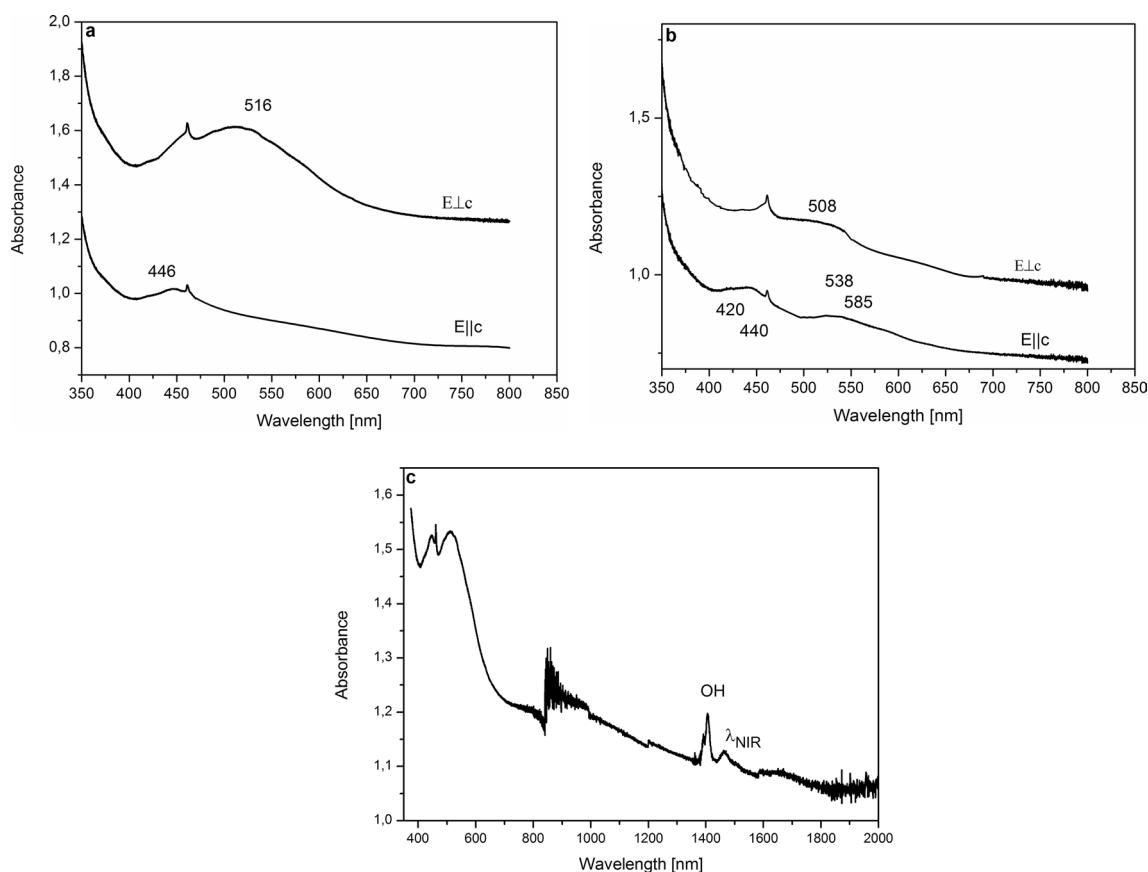 a
2,0
1,8
1,6
1,4
1,2
1,0
0,8
Absorbance
516
E⊥c
446
E||c
350 400 450 500 550 600 650 700 750 800 850
Wavelength [nm]
b
1,5
1,0
Absorbance
508
E⊥c
538
420 585
440
E||c
350 400 450 500 550 600 650 700 750 800 850
Wavelength [nm]
c
1,6
1,5
1,4
1,3
1,2
1,1
1,0
Absorbance
OH
λNIR
400 600 800 1000 1200 1400 1600 1800 2000
Wavelength [nm]